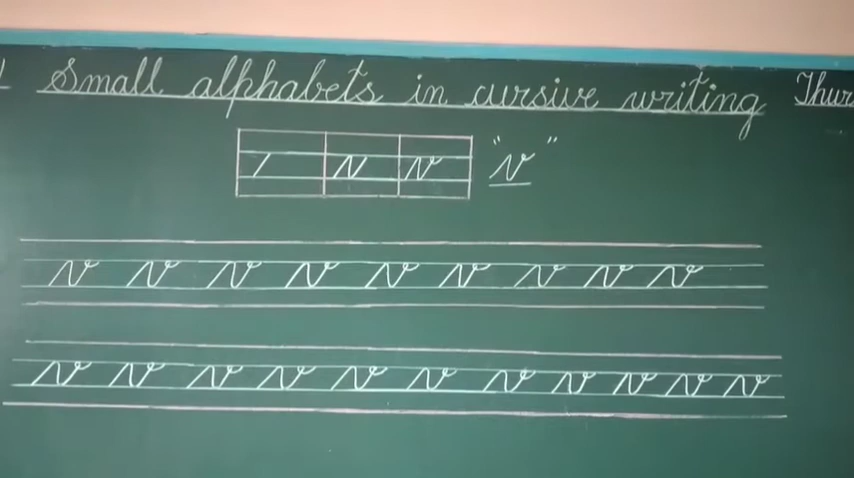 Small alphabets in cursive writing
v "v"
v v v v v v v v v
v v v v v v v v v v v